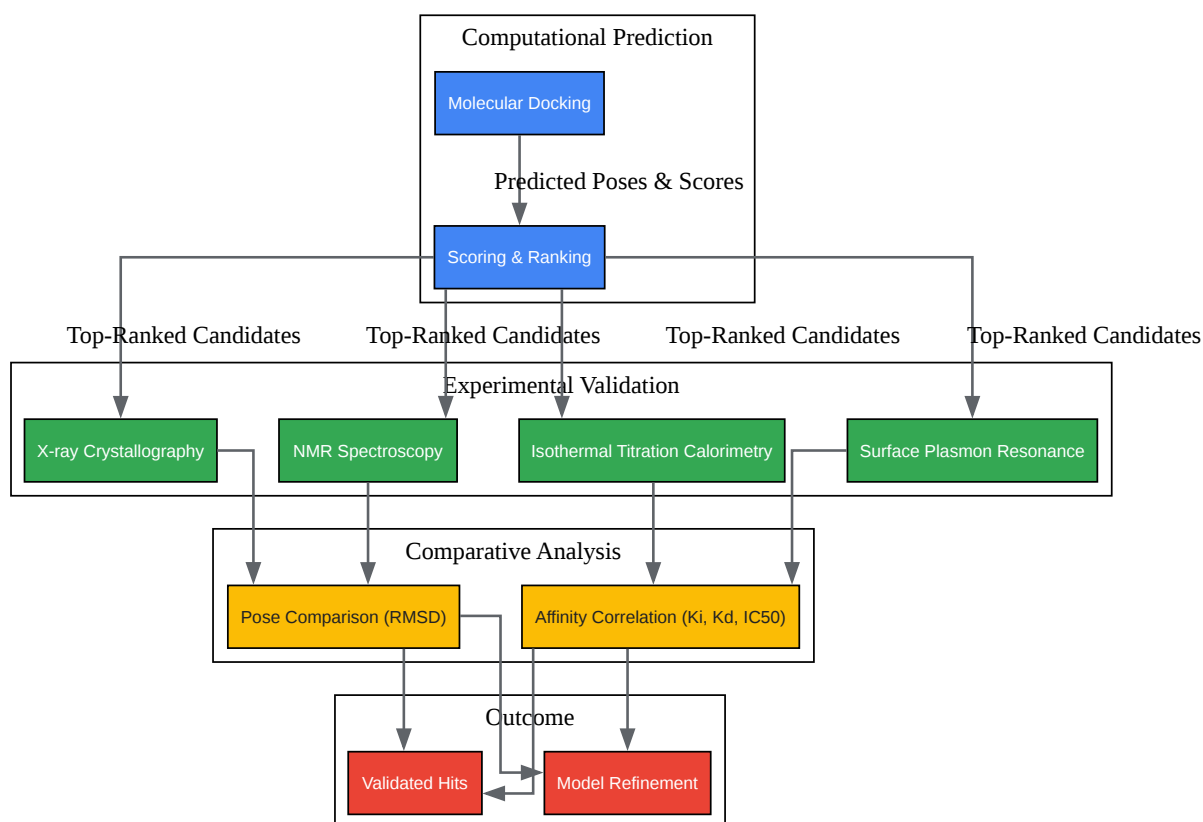 Computational Prediction
Molecular Docking
Predicted Poses & Scores
Scoring & Ranking
Top-Ranked Candidates
Top-Ranked Candidates
Top-Ranked Candidates
Top-Ranked Candidates
Experimental Validation
X-ray Crystallography
NMR Spectroscopy
Isothermal Titration Calorimetry
Surface Plasmon Resonance
Comparative Analysis
Pose Comparison (RMSD)
Affinity Correlation (Ki, Kd, IC50)
Outcome
Validated Hits
Model Refinement